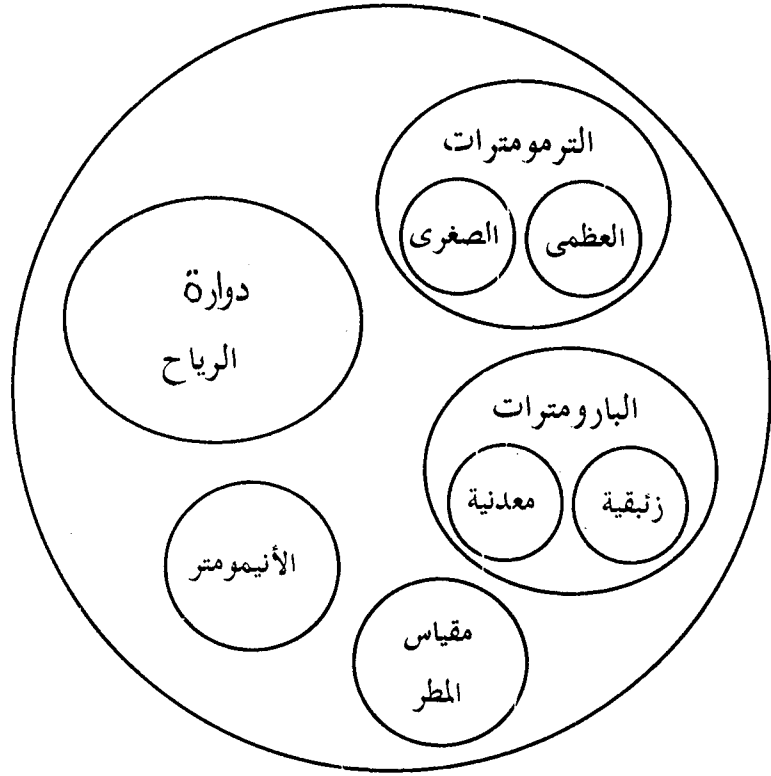 الترمومترات
العظمى
الصغرى
دوارة
الرياح
البارومترات
زئبقية
معدنية
الأنيمومتر
مقياس
المطر